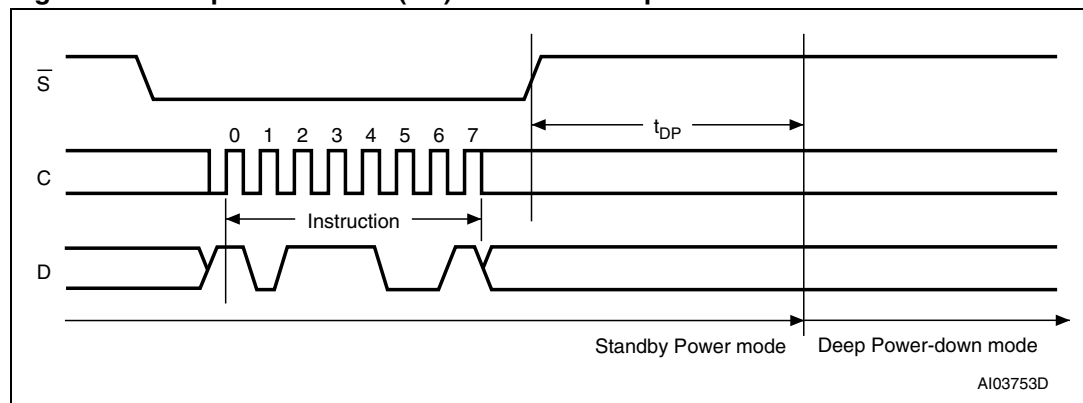 S
0 1 2 3 4 5 6 7
tDP
C
Instruction
D
Standby Power mode Deep Power-down mode
AI03753D